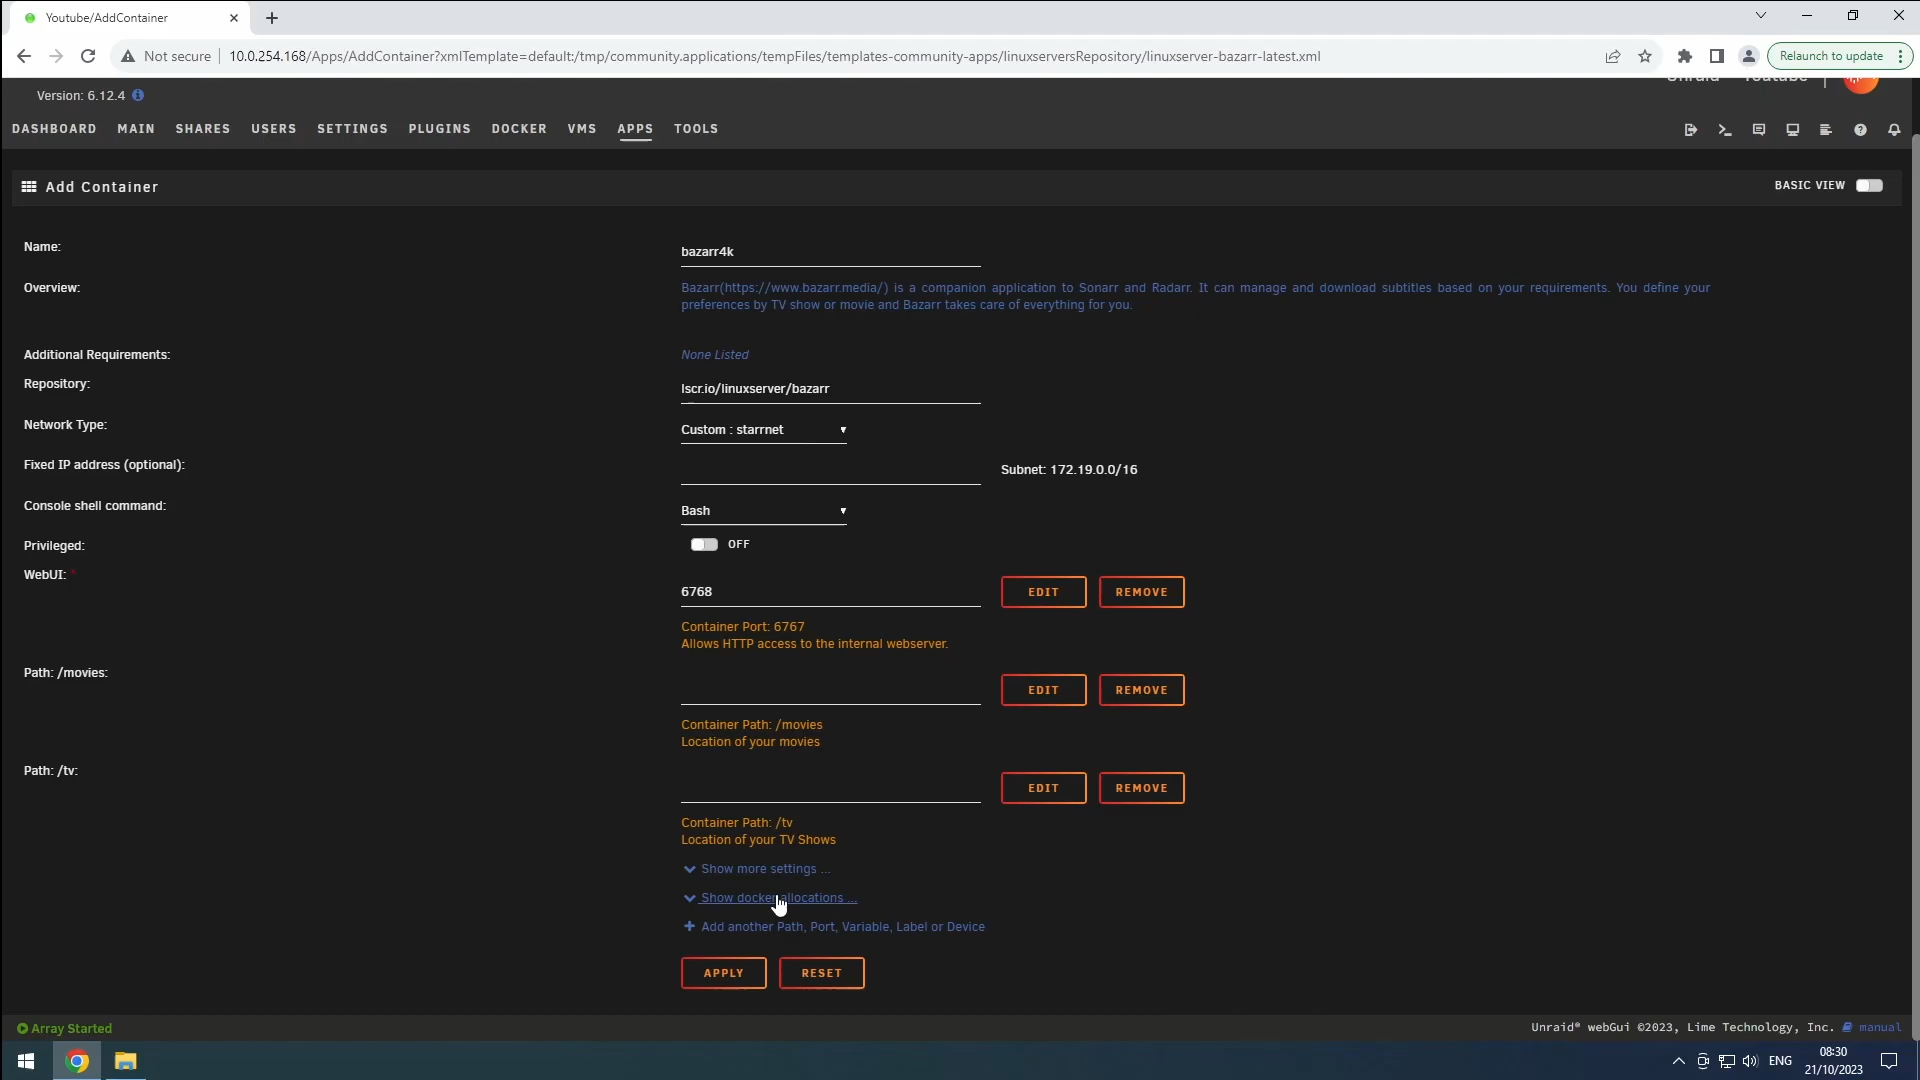 Youtube/AddContainer
Not secure
10.0.254.168/Apps/AddContainer?xmlTemplate=default:/tmp/community.applications/tempFiles/templates-community-apps/linuxserversRepository/linuxserver-bazarr-latest.xml
Relaunch to update
Unraid Youtube |
Version: 6.12.4
DASHBOARD MAIN SHARES USERS SETTINGS PLUGINS DOCKER VMS APPS TOOLS
Add Container
BASIC VIEW
Name:
bazarr4k
Overview:
Bazarr(https://www.bazarr.media/) is a companion application to Sonarr and Radarr. It can manage and download subtitles based on your requirements. You define your
preferences by TV show or movie and Bazarr takes care of everything for you.
Additional Requirements:
None Listed
Repository:
lscr.io/linuxserver/bazarr
Network Type:
Custom : starrnet
Fixed IP address (optional):
Subnet: 172.19.0.0/16
Console shell command:
Bash
Privileged:
OFF
WebUI: *
6768
EDIT REMOVE
Container Port: 6767
Allows HTTP access to the internal webserver.
Path: /movies:
EDIT REMOVE
Container Path: /movies
Location of your movies
Path: /tv:
EDIT REMOVE
Container Path: /tv
Location of your TV Shows
Show more settings ...
Show docker allocations ...
Add another Path, Port, Variable, Label or Device
APPLY RESET
Array Started
Unraid® webGui ©2023, Lime Technology, Inc. manual
ENG
08:30
21/10/2023